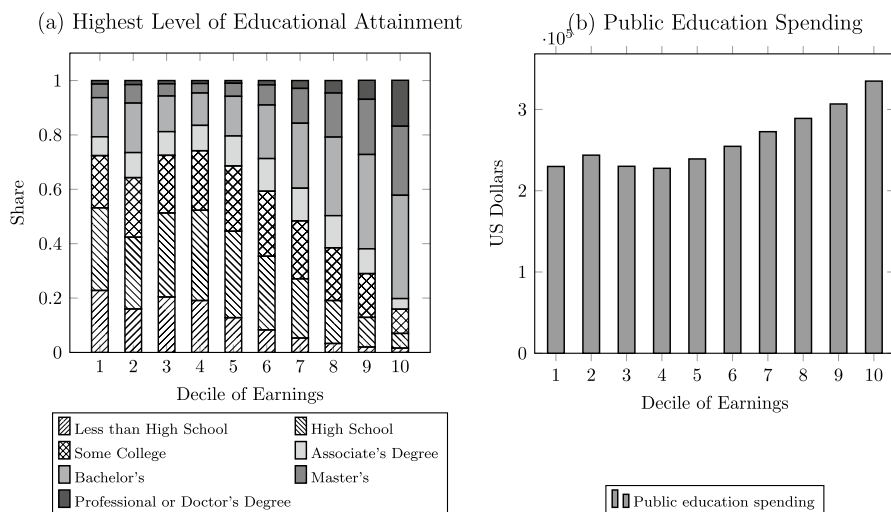 (a) Highest Level of Educational Attainment
1
0.8
0.6
0.4
0.2
0
Share
1 2 3 4 5 6 7 8 9 10
Decile of Earnings
Less than High School
High School
Some College
Associate's Degree
Bachelor's
Master's
Professional or Doctor's Degree
(b) Public Education Spending
·10⁵
3
2
1
0
US Dollars
1 2 3 4 5 6 7 8 9 10
Decile of Earnings
Public education spending